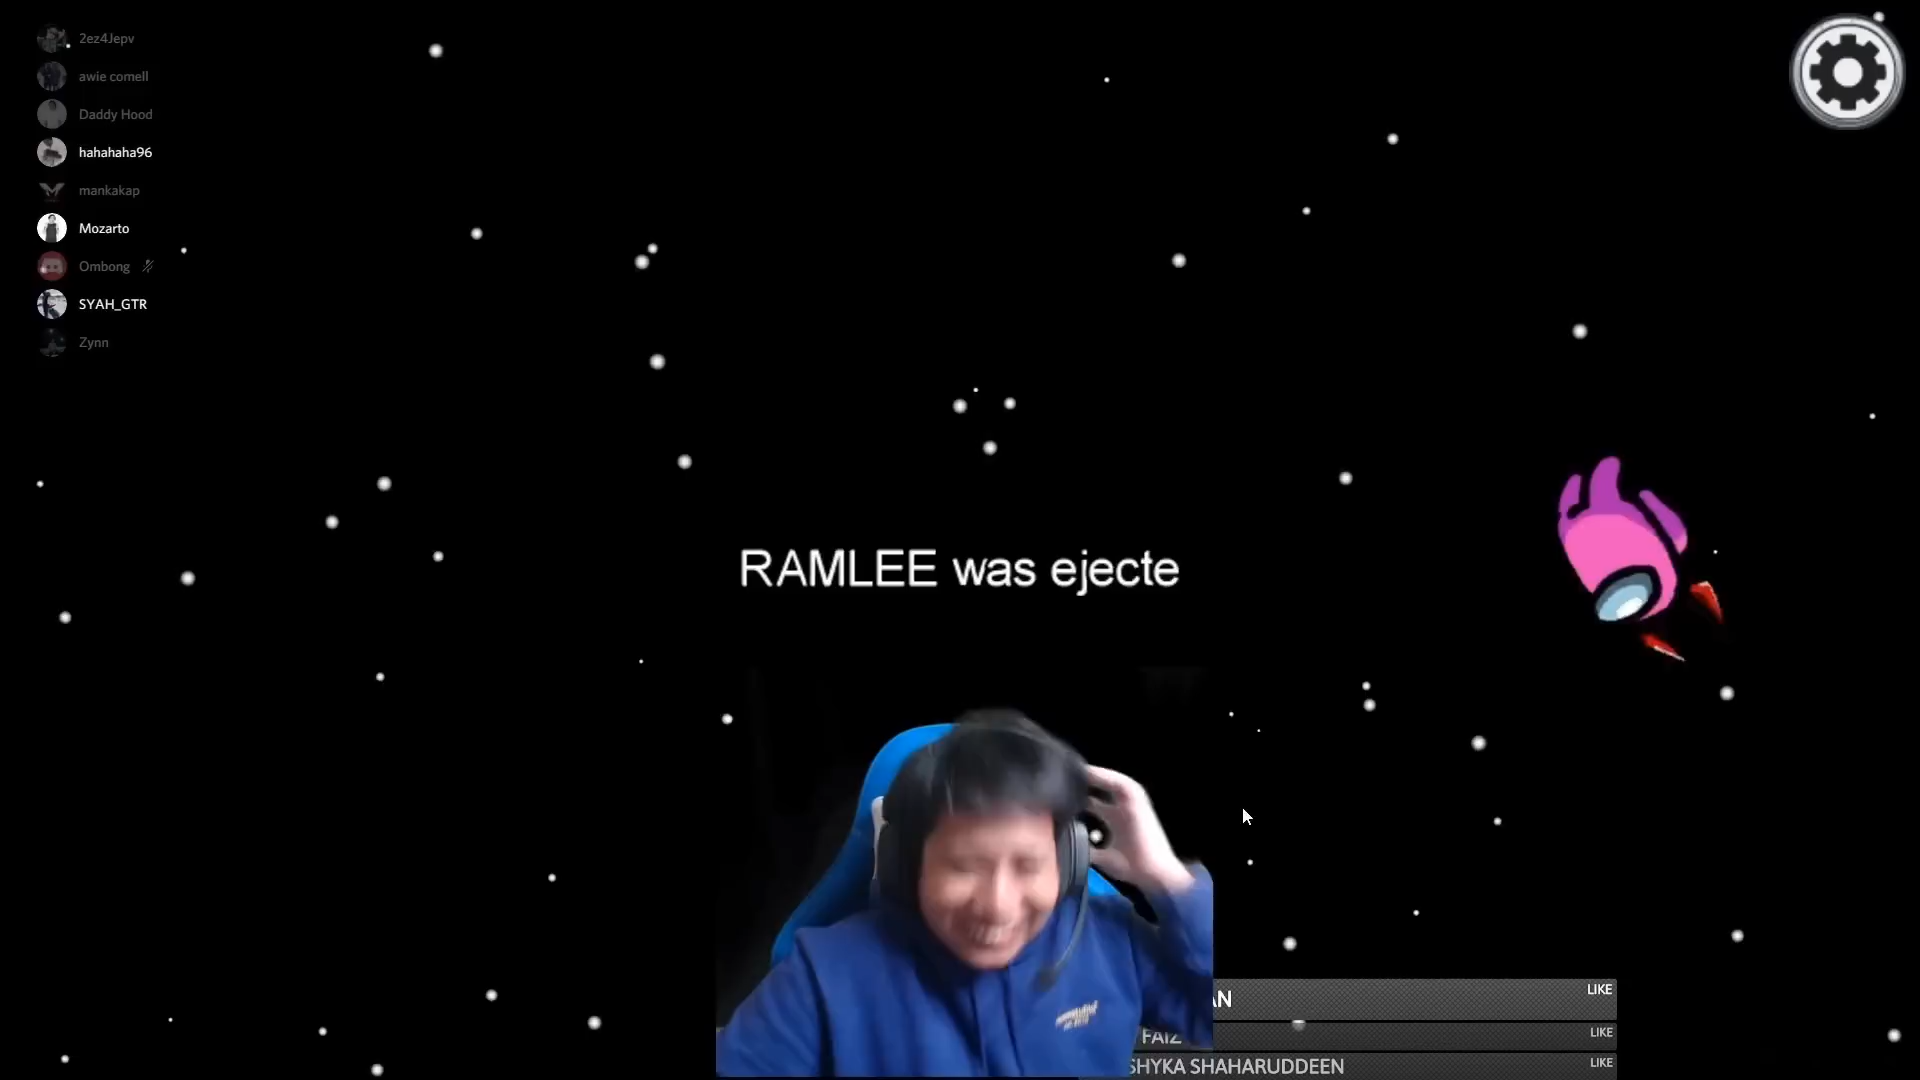 2ez4Jepv
awie comell
Daddy Hood
hahahaha96
mankakap
Mozarto
Ombong
SYAH_GTR
Zynn
RAMLEE was ejecte
AN LIKE
FAIZ LIKE
SHYKA SHAHARUDDEEN LIKE